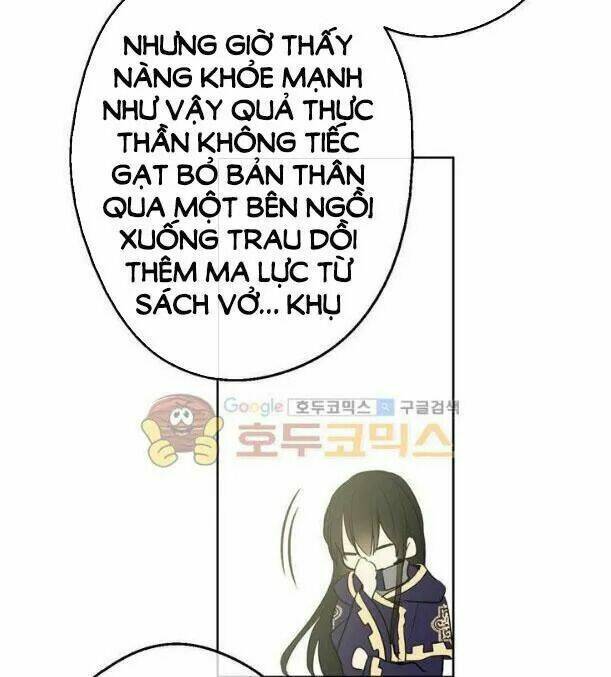 NHƯNG GIỜ THẤY
NÀNG KHỎE MẠNH
NHƯ VẬY QUẢ THỰC
THẦN KHÔNG TIẾC
GẠT BỎ BẢN THÂN
QUA MỘT BÊN NGỒI
XUỐNG TRAU DỒI
THÊM MA LỰC TỪ
SÁCH VỞ... KHỤ
Google 호두코믹스 구글검색
호두코믹스